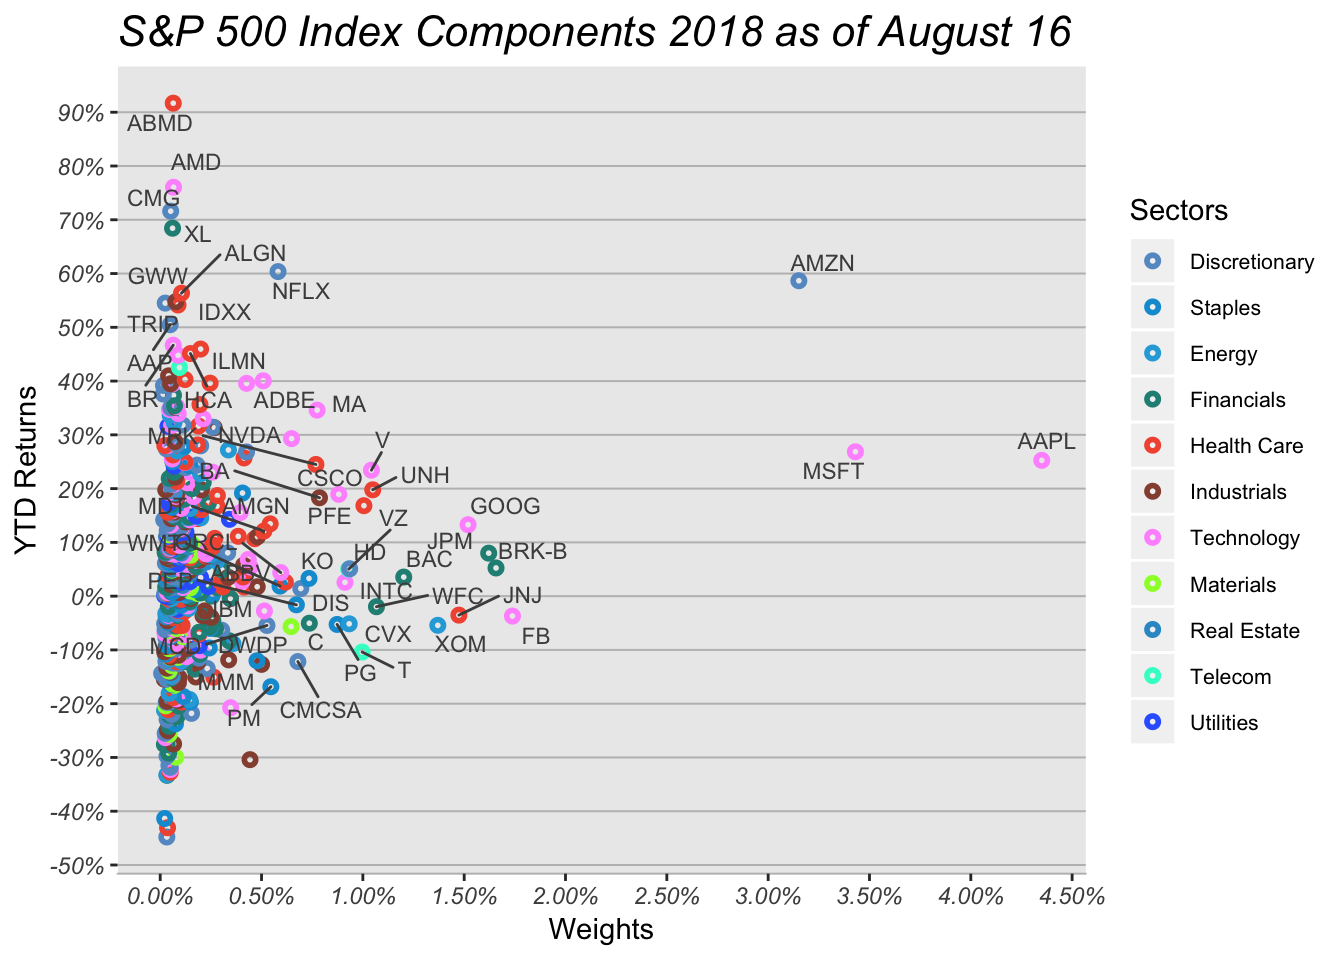 S&P 500 Index Components 2018 as of August 16
YTD Returns
90%
80%
70%
60%
50%
40%
30%
20%
10%
0%
-10%
-20%
-30%
-40%
-50%
ABMD
AMD
CMG
XL
ALGN
GWW
NFLX
AMZN
IDXX
TRIP
AAP
ILMN
BR
HCA
ADBE
MA
MRK
NVDA
V
AAPL
BA
CSCO
UNH
MSFT
MDT
AMGN
PFE
GOOG
VZ
WMT
ORCL
JPM
HD
BAC
BRK-B
KO
PEP
ABBV
INTC
WFC
JNJ
IBM
DIS
MCD
DWDP
C
CVX
XOM
FB
PG
T
MMM
PM
CMCSA
0.00%
0.50%
1.00%
1.50%
2.00%
2.50%
3.00%
3.50%
4.00%
4.50%
Weights
Sectors
Discretionary
Staples
Energy
Financials
Health Care
Industrials
Technology
Materials
Real Estate
Telecom
Utilities